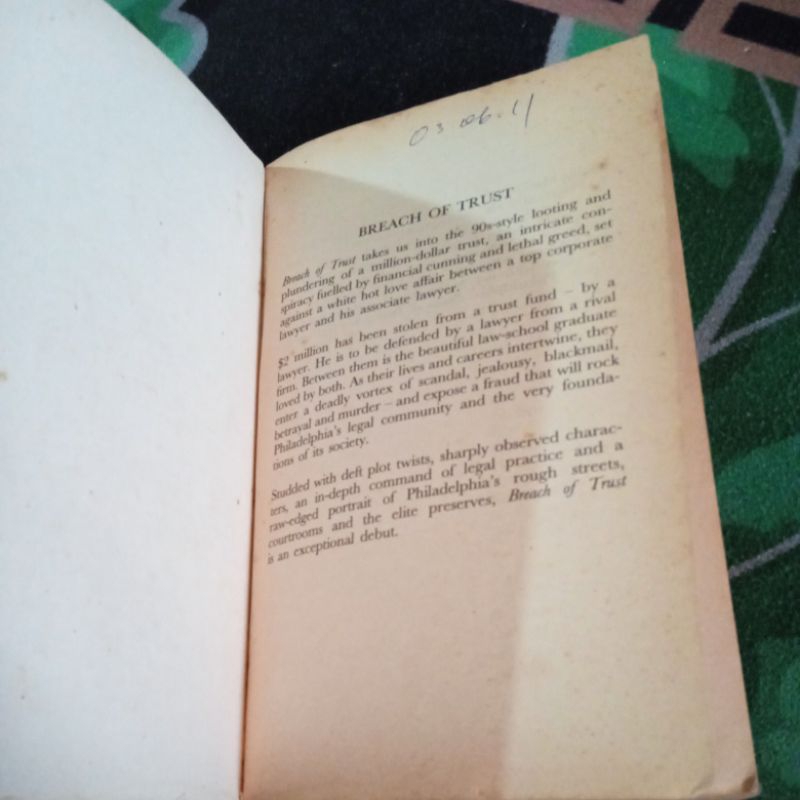 03 06.11
BREACH OF TRUST
Breach of Trust takes us into the 90s-style looting and
plundering of a million-dollar trust, an intricate con-
spiracy fuelled by financial cunning and lethal greed, set
against a white hot love affair between a top corporate
lawyer and his associate lawyer.
$2 million has been stolen from a trust fund – by a
lawyer. He is to be defended by a lawyer from a rival
firm. Between them is the beautiful law-school graduate
loved by both. As their lives and careers intertwine, they
enter a deadly vortex of scandal, jealousy, blackmail,
betrayal and murder – and expose a fraud that will rock
Philadelphia's legal community and the very founda-
tions of its society.
Studded with deft plot twists, sharply observed charac-
ters, an in-depth command of legal practice and a
raw-edged portrait of Philadelphia's rough streets,
courtrooms and the elite preserves, Breach of Trust
is an exceptional debut.